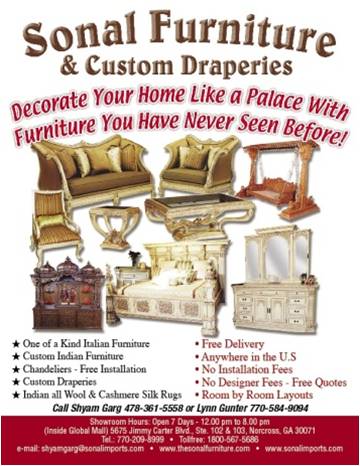 Sonal Furniture
& Custom Draperies
Decorate Your Home Like a Palace With
Furniture You Have Never Seen Before!
★ One of a Kind Italian Furniture
★ Custom Indian Furniture
★ Chandeliers - Free Installation
★ Custom Draperies
★ Indian all Wool & Cashmere Silk Rugs
• Free Delivery
• Anywhere in the U.S
• No Installation Fees
• No Designer Fees - Free Quotes
• Room by Room Layouts
Call Shyam Garg 478-361-5558 or Lynn Gunter 770-584-9094
Showroom Hours: Open 7 Days - 12.00 pm to 8.00 pm
(Inside Global Mall) 5675 Jimmy Carter Blvd., Ste. 102 & 103, Norcross, GA 30071
Tel.: 770-209-8999 • Tollfree: 1800-567-5686
e-mail: shyamgarg@sonalimports.com • www.thesonalfurniture.com • www.sonalimports.com